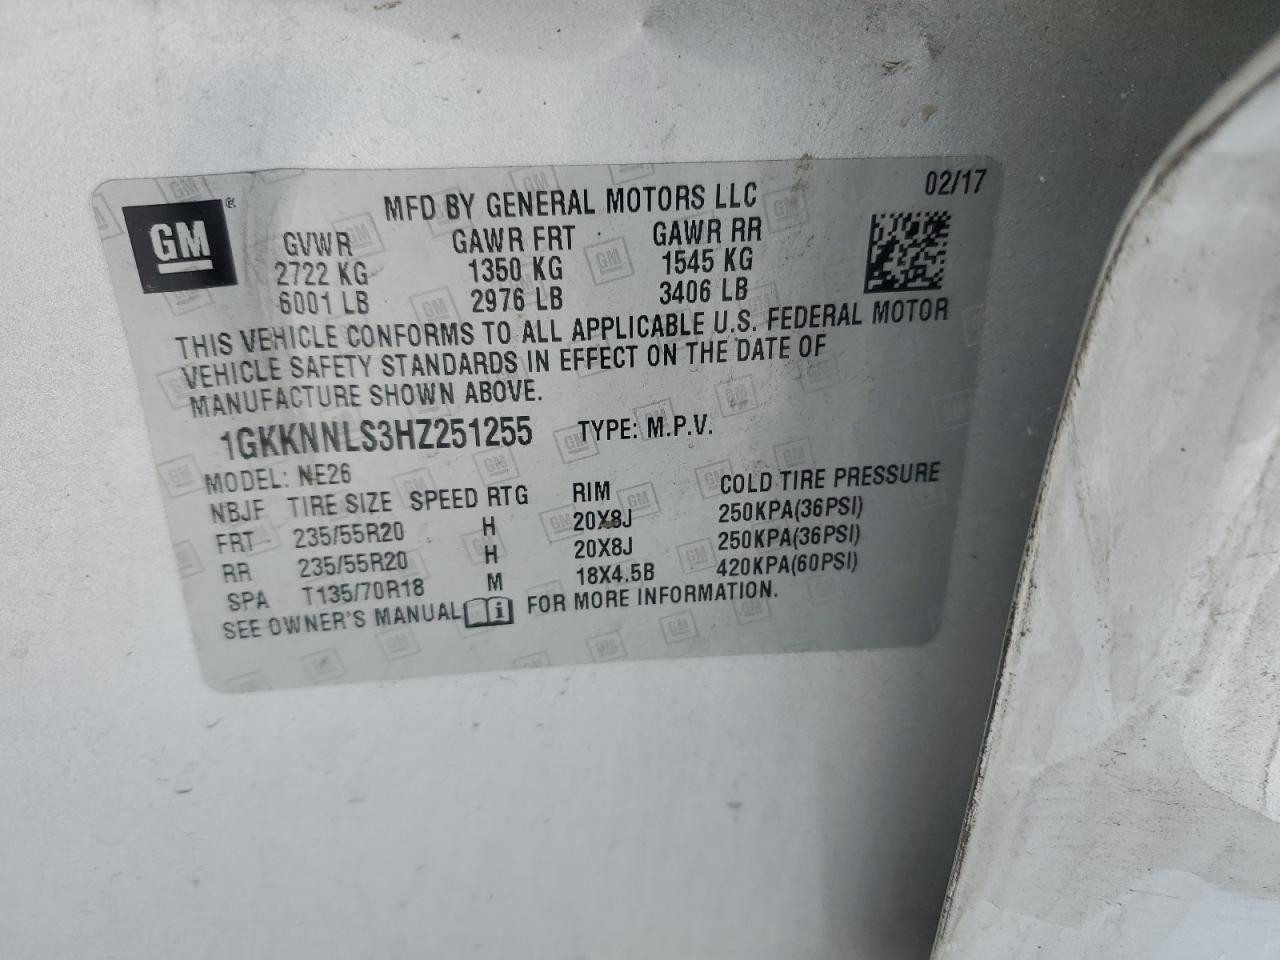 02/17
GM®
MFD BY GENERAL MOTORS LLC
GVWR GAWR FRT GAWR RR
2722 KG 1350 KG 1545 KG
6001 LB 2976 LB 3406 LB
THIS VEHICLE CONFORMS TO ALL APPLICABLE U.S. FEDERAL MOTOR
VEHICLE SAFETY STANDARDS IN EFFECT ON THE DATE OF
MANUFACTURE SHOWN ABOVE.
1GKKNNLS3HZ251255 TYPE: M.P.V.
MODEL: NE26
NBJF TIRE SIZE SPEED RTG RIM COLD TIRE PRESSURE
FRT 235/55R20 H 20X8J 250KPA(36PSI)
RR 235/55R20 H 20X8J 250KPA(36PSI)
SPA T135/70R18 M 18X4.5B 420KPA(60PSI)
SEE OWNER'S MANUAL i FOR MORE INFORMATION.